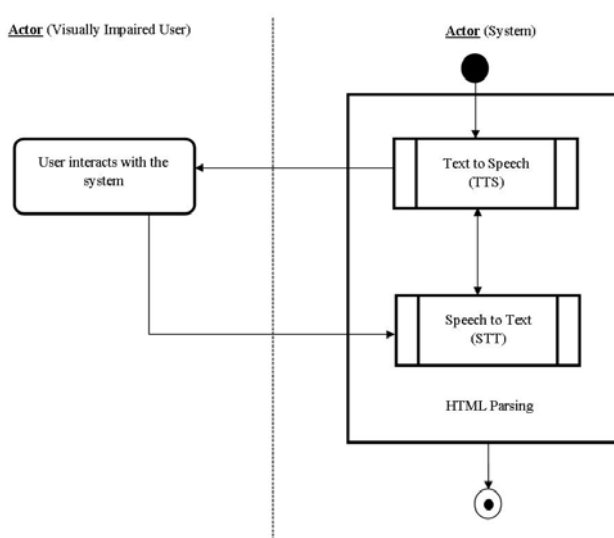 Actor (Visually Impaired User)
Actor (System)
User interacts with the
system
Text to Speech
(TTS)
Speech to Text
(STT)
HTML Parsing